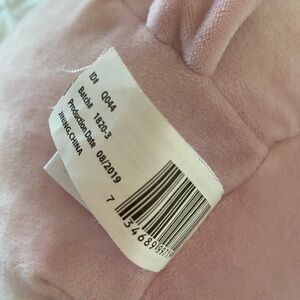 ID# Q044
Batch# 1820-3
Production Date 08/2019
JINING,CHINA